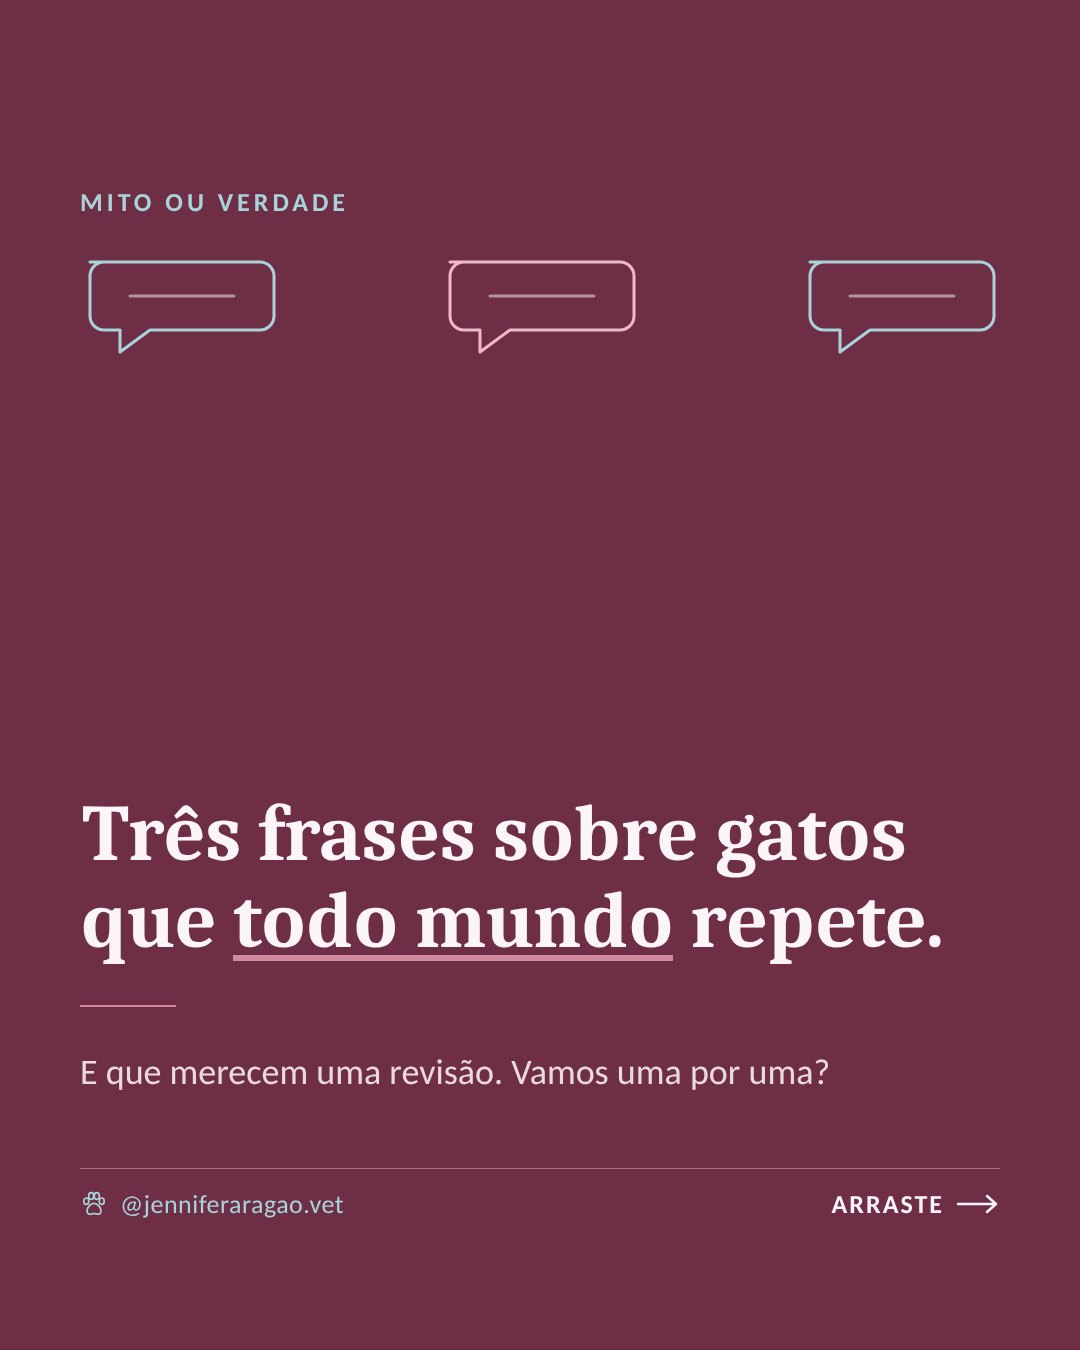 MITO OU VERDADE
Três frases sobre gatos
que todo mundo repete.
E que merecem uma revisão. Vamos uma por uma?
@jenniferaragao.vet
ARRASTE